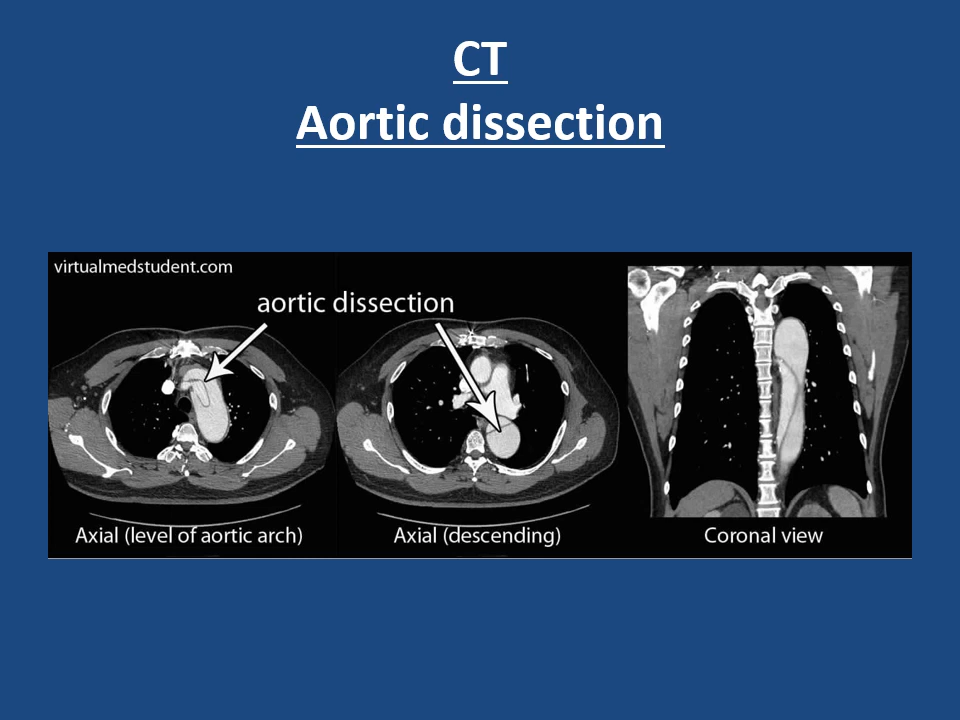 CT
Aortic dissection
virtualmedstudent.com
aortic dissection
Axial (level of aortic arch)
Axial (descending)
Coronal view